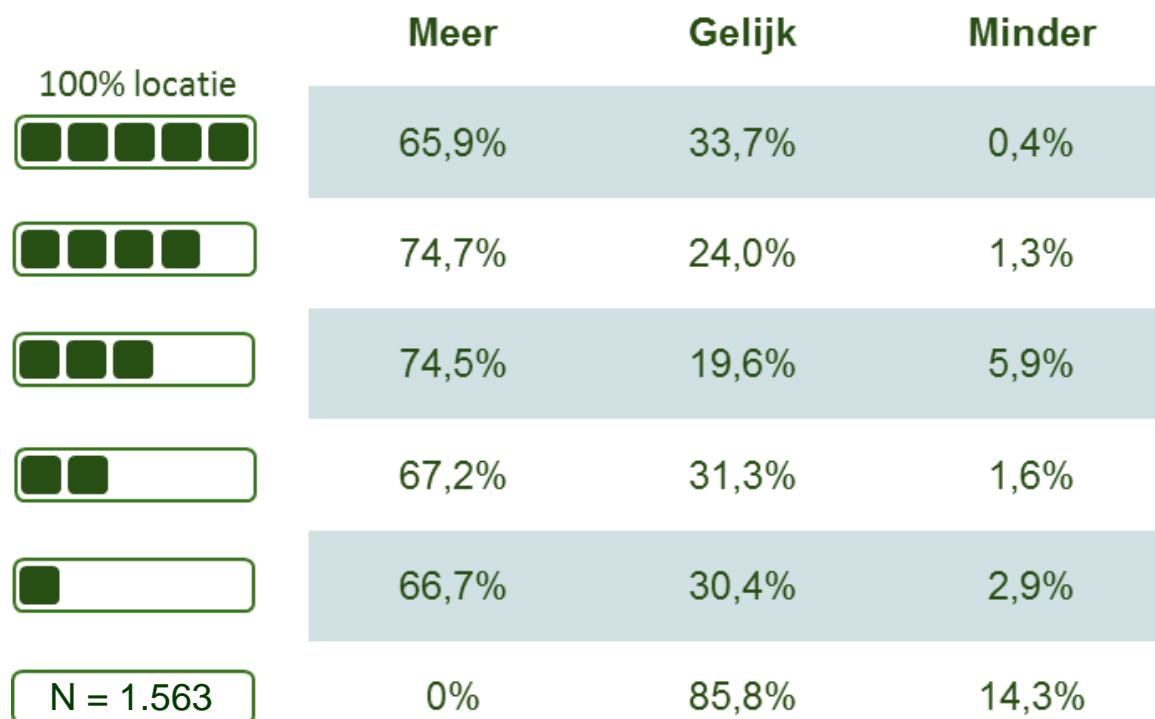 Meer Gelijk Minder
100% locatie
65,9% 33,7% 0,4%
74,7% 24,0% 1,3%
74,5% 19,6% 5,9%
67,2% 31,3% 1,6%
66,7% 30,4% 2,9%
N = 1.563 0% 85,8% 14,3%